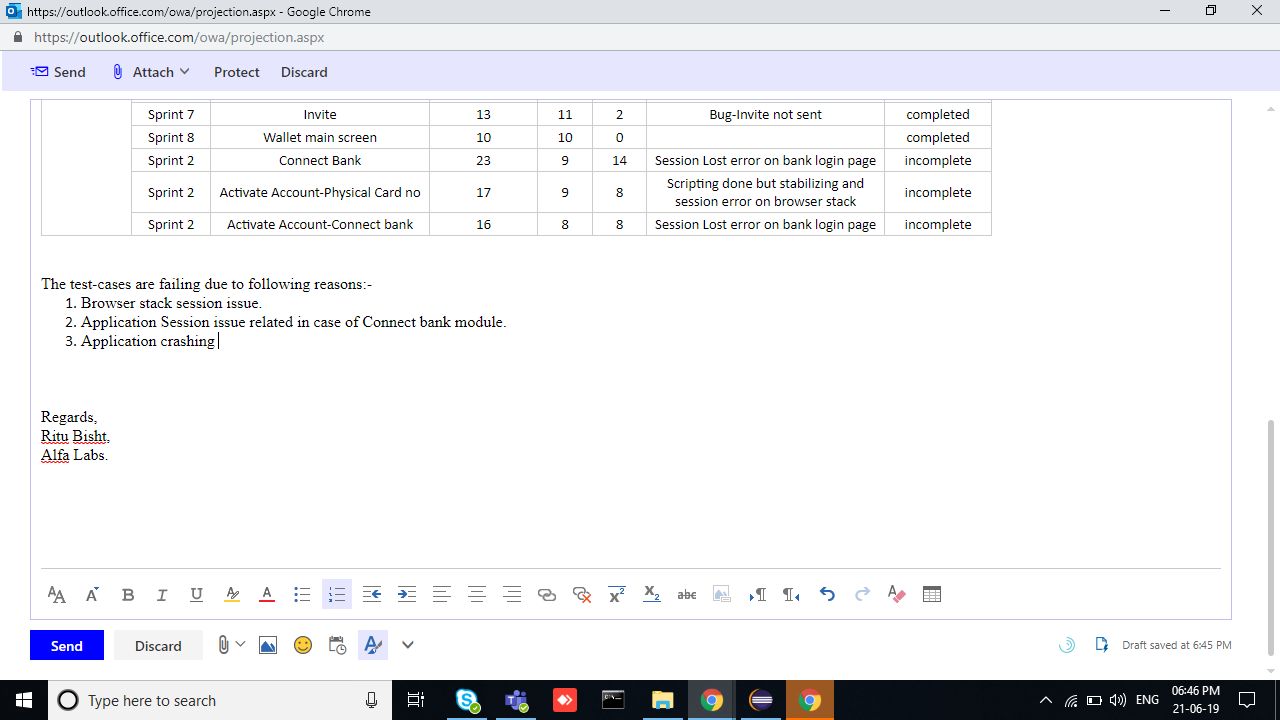 https://outlook.office.com/owa/projection.aspx - Google Chrome
https://outlook.office.com/owa/projection.aspx
Send Attach Protect Discard
Sprint 7 Invite 13 11 2 Bug-Invite not sent completed
Sprint 8 Wallet main screen 10 10 0 completed
Sprint 2 Connect Bank 23 9 14 Session Lost error on bank login page incomplete
Sprint 2 Activate Account-Physical Card no 17 9 8 Scripting done but stabilizing and session error on browser stack incomplete
Sprint 2 Activate Account-Connect bank 16 8 8 Session Lost error on bank login page incomplete
The test-cases are failing due to following reasons:-
1. Browser stack session issue.
2. Application Session issue related in case of Connect bank module.
3. Application crashing
Regards,
Ritu Bisht,
Alfa Labs.
Send Discard Draft saved at 6:45 PM
Type here to search ENG 06:46 PM
21-06-19